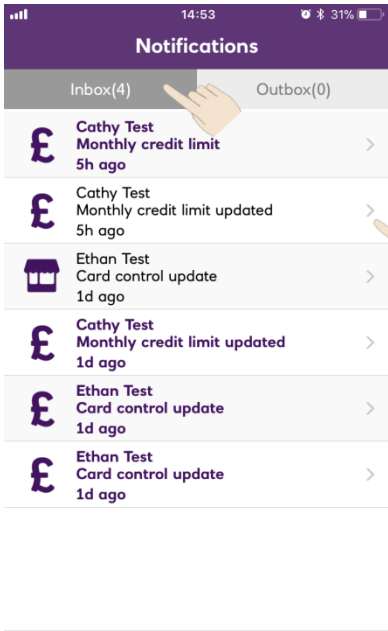 14:53
31%
Notifications
Inbox(4)
Outbox(0)
£
Cathy Test
Monthly credit limit
5h ago
£
Cathy Test
Monthly credit limit updated
5h ago
Ethan Test
Card control update
1d ago
£
Cathy Test
Monthly credit limit updated
1d ago
£
Ethan Test
Card control update
1d ago
£
Ethan Test
Card control update
1d ago